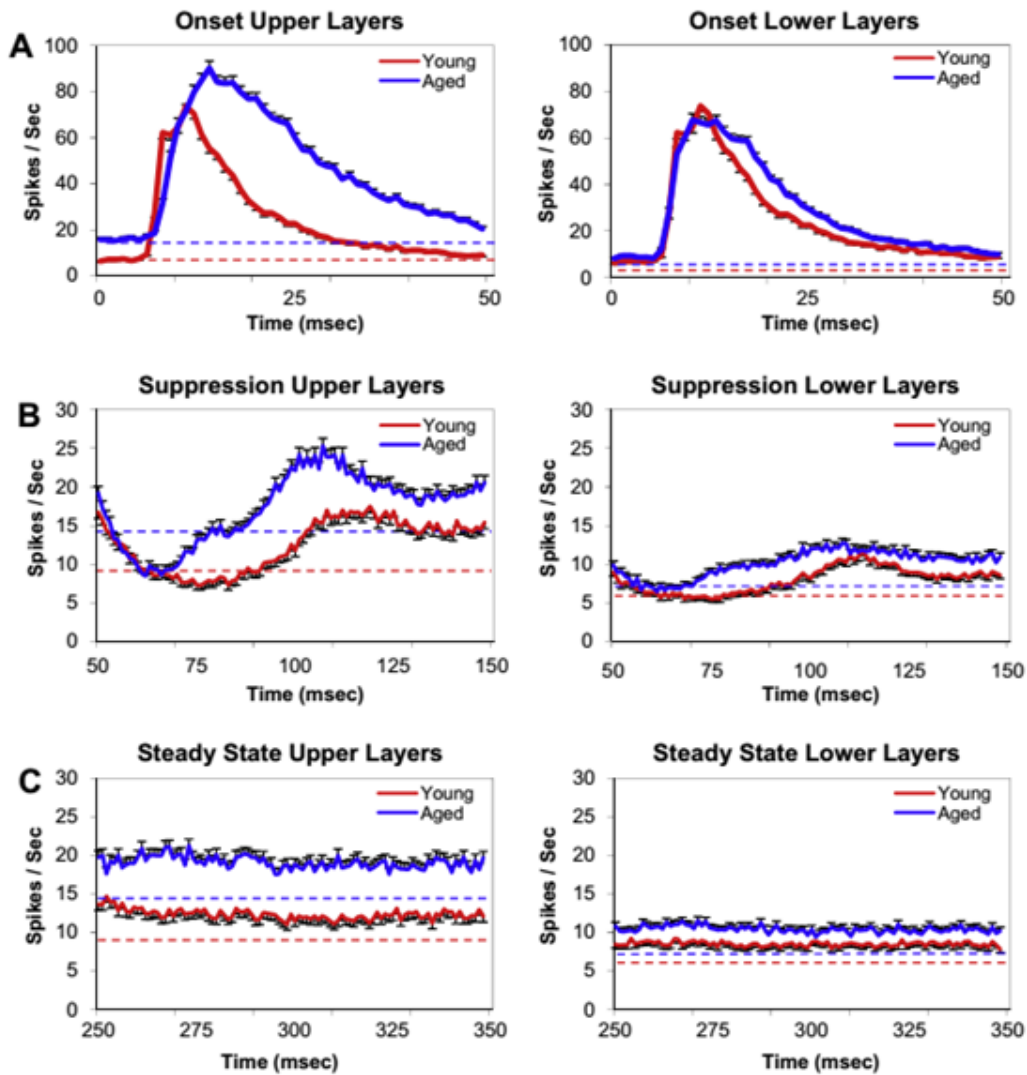 A
Onset Upper Layers
100
80
60
40
20
0
Spikes / Sec
Young
Aged
0
25
50
Time (msec)
Onset Lower Layers
100
80
60
40
20
0
Spikes / Sec
Young
Aged
0
25
50
Time (msec)
B
Suppression Upper Layers
30
25
20
15
10
5
0
Spikes / Sec
Young
Aged
50
75
100
125
150
Time (msec)
Suppression Lower Layers
30
25
20
15
10
5
0
Spikes / Sec
Young
Aged
50
75
100
125
150
Time (msec)
C
Steady State Upper Layers
30
25
20
15
10
5
0
Spikes / Sec
Young
Aged
250
275
300
325
350
Time (msec)
Steady State Lower Layers
30
25
20
15
10
5
0
Spikes / Sec
Young
Aged
250
275
300
325
350
Time (msec)